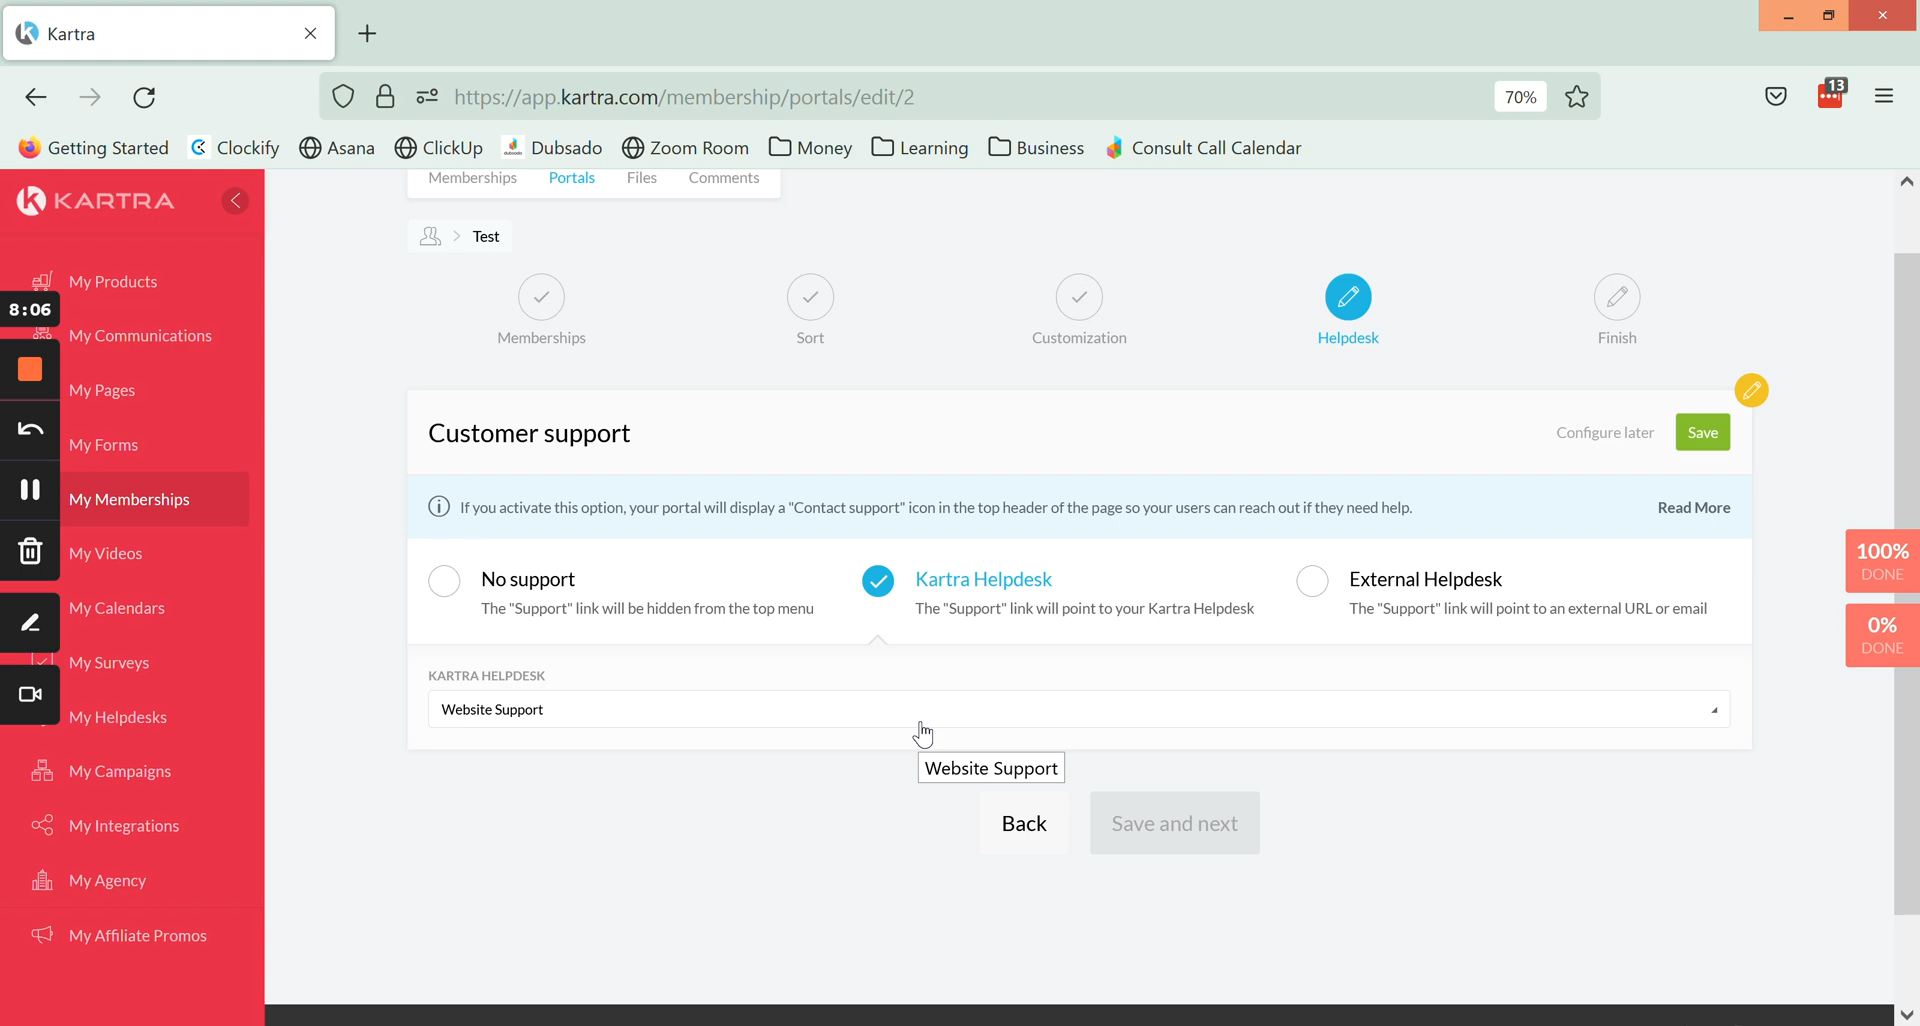 Kartra
https://app.kartra.com/membership/portals/edit/2
70%
13
Getting Started
Clockify
Asana
ClickUp
Dubsado
Zoom Room
Money
Learning
Business
Consult Call Calendar
KARTRA
Memberships
Portals
Files
Comments
Test
My Products
8:06
My Communications
My Pages
My Forms
My Memberships
My Videos
My Calendars
My Surveys
My Helpdesks
My Campaigns
My Integrations
My Agency
My Affiliate Promos
Memberships
Sort
Customization
Helpdesk
Finish
Customer support
Configure later
Save
If you activate this option, your portal will display a "Contact support" icon in the top header of the page so your users can reach out if they need help.
Read More
No support
The "Support" link will be hidden from the top menu
Kartra Helpdesk
The "Support" link will point to your Kartra Helpdesk
External Helpdesk
The "Support" link will point to an external URL or email
KARTRA HELPDESK
Website Support
Website Support
Back
Save and next
100%
DONE
0%
DONE